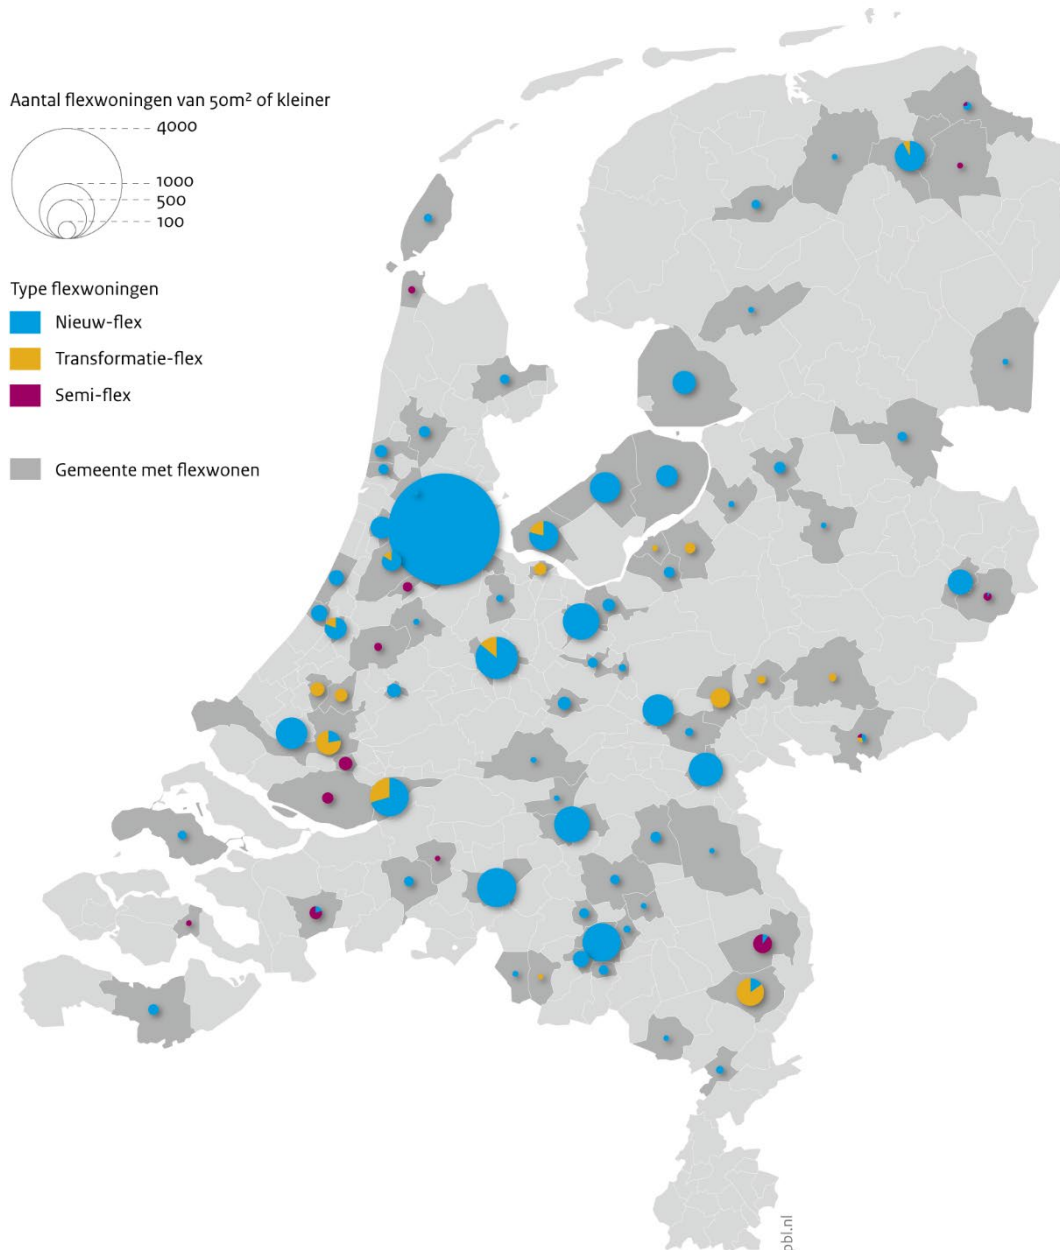 Aantal flexwoningen van 50m² of kleiner
4000
1000
500
100
Type flexwoningen
Nieuw-flex
Transformatie-flex
Semi-flex
Gemeente met flexwonen
pbl.nl